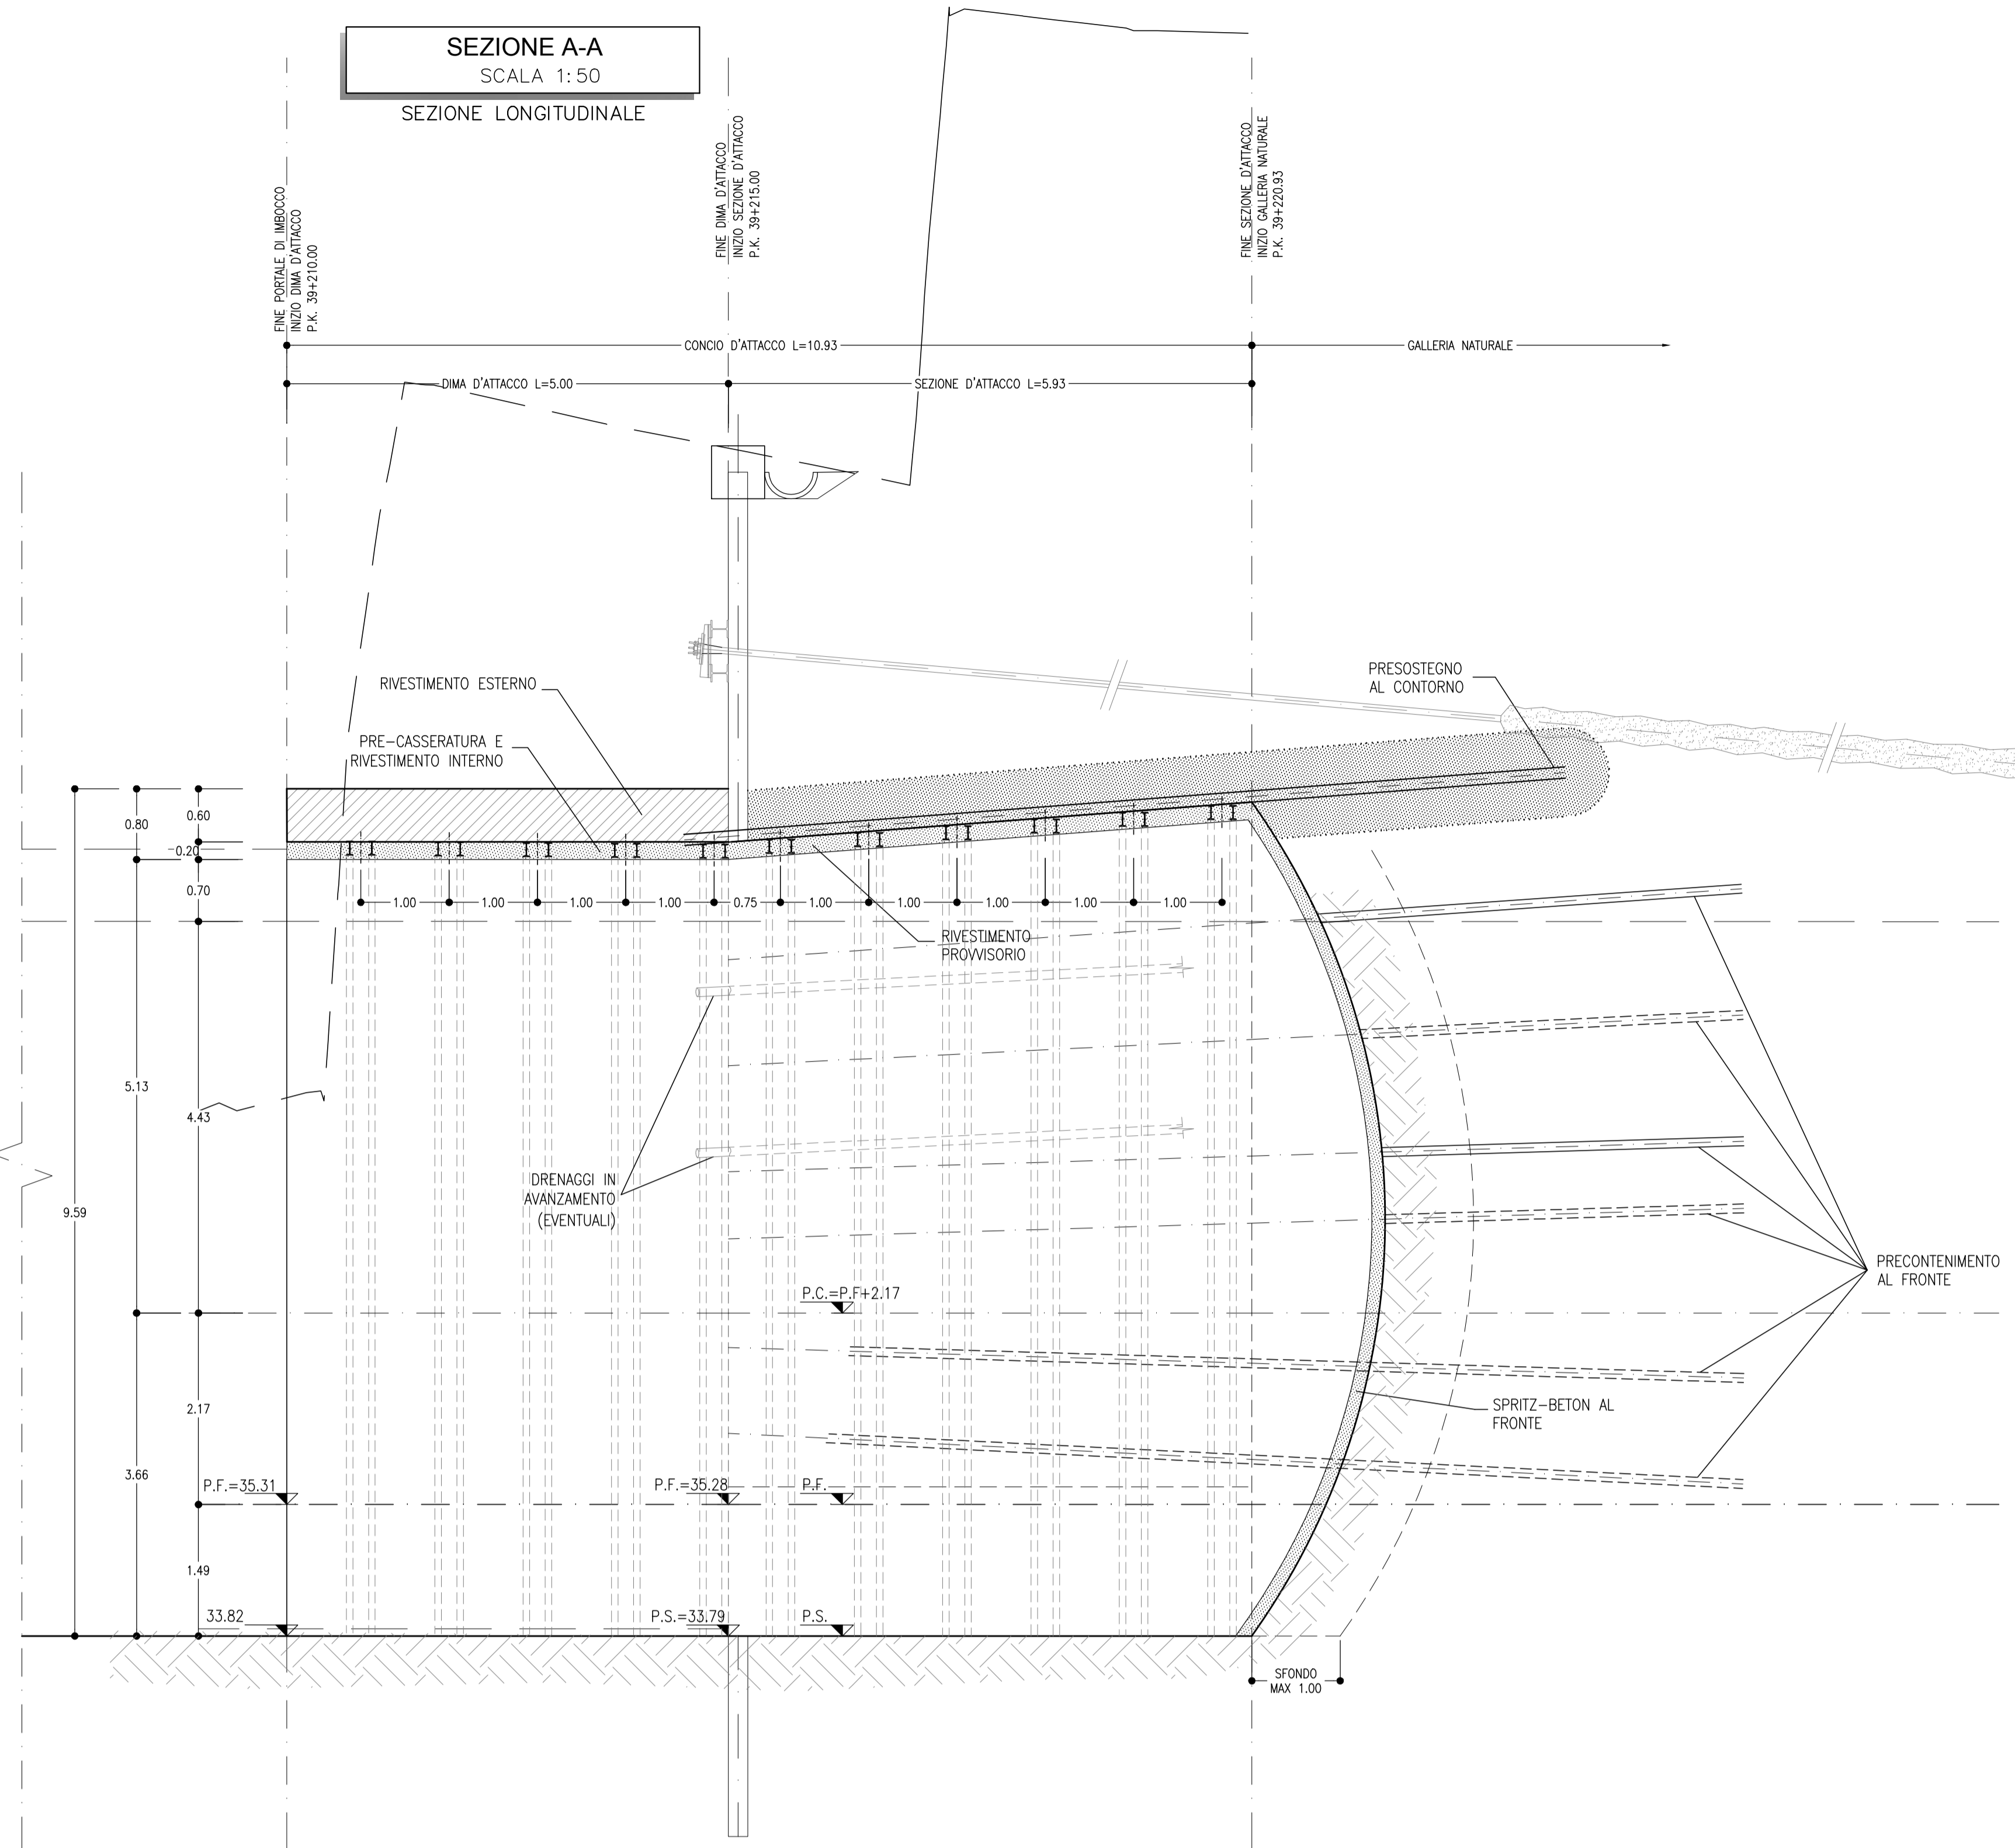 SEZIONE A-A
SCALA 1:50
SEZIONE LONGITUDINALE
FINE PORTALE DI IMBOCCO
INIZIO DIMA D'ATTACCO
P.K. 39+210.00
FINE DIMA D'ATTACCO
INIZIO SEZIONE D'ATTACCO
P.K. 39+215.00
FINE SEZIONE D'ATTACCO
INIZIO GALLERIA NATURALE
P.K. 39+220.93
CONCIO D'ATTACCO L=10.93
GALLERIA NATURALE
DIMA D'ATTACCO L=5.00
SEZIONE D'ATTACCO L=5.93
RIVESTIMENTO ESTERNO
PRESOSTEGNO
AL CONTORNO
PRE-CASSERATURA E
RIVESTIMENTO INTERNO
0.80
0.60
0.20
0.70
1.00
1.00
1.00
1.00
0.75
1.00
1.00
1.00
1.00
1.00
RIVESTIMENTO
PROVVISORIO
5.13
4.43
9.59
DRENAGGI IN
AVANZAMENTO
(EVENTUALI)
PRECONTENIMENTO
AL FRONTE
P.C.=P.F+2.17
2.17
SPRITZ-BETON AL
FRONTE
3.66
P.F.=35.31
P.F.=35.28
P.F.
1.49
33.82
P.S.=33.79
P.S.
SFONDO
MAX 1.00